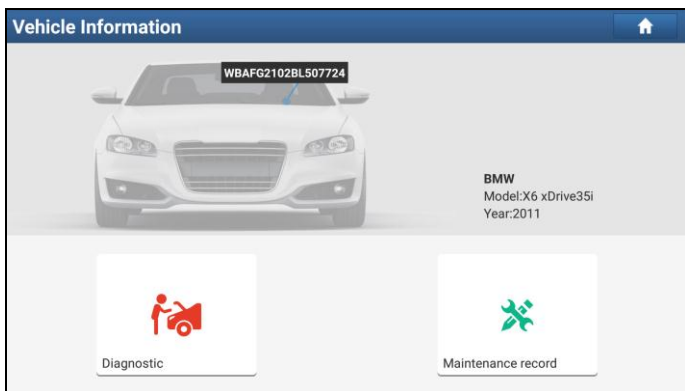 Vehicle Information
WBAFG2102BL507724
BMW
Model:X6 xDrive35i
Year:2011
Diagnostic
Maintenance record